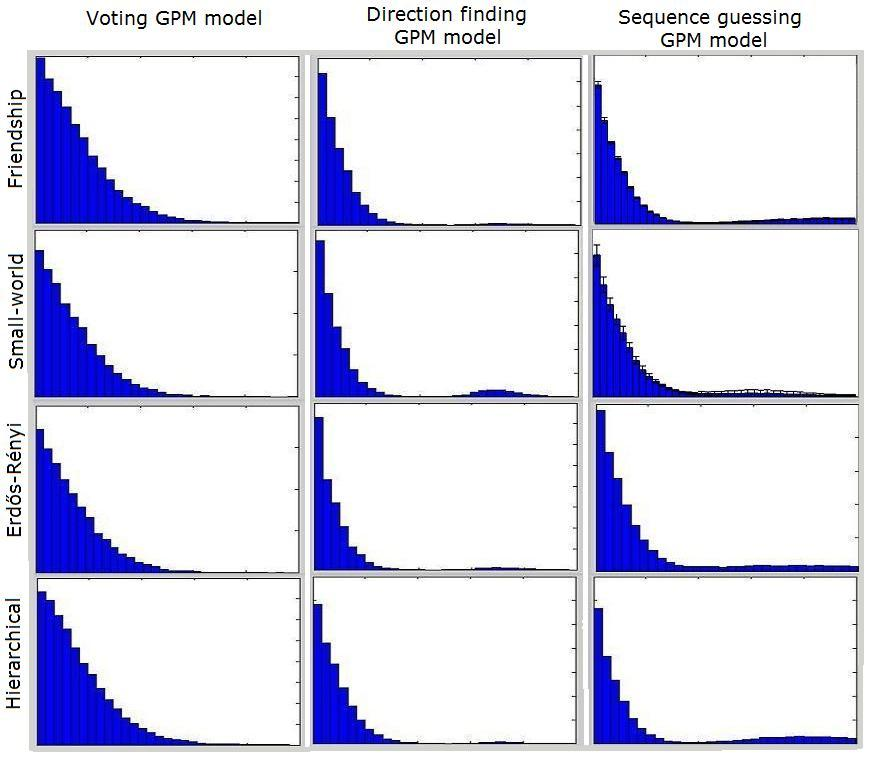 Voting GPM model
Direction finding
GPM model
Sequence guessing
GPM model
Friendship
Small-world
Erdős-Rényi
Hierarchical